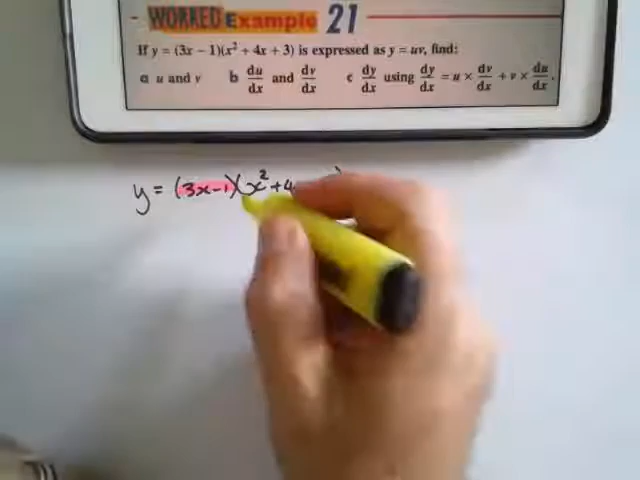 WORKED Example 21
If y = (3x − 1)(x² + 4x + 3) is expressed as y = uv, find:
a u and v b du/dx and dv/dx c dy/dx using dy/dx = u × dv/dx + v × du/dx.
y = (3x-1)(x²+4